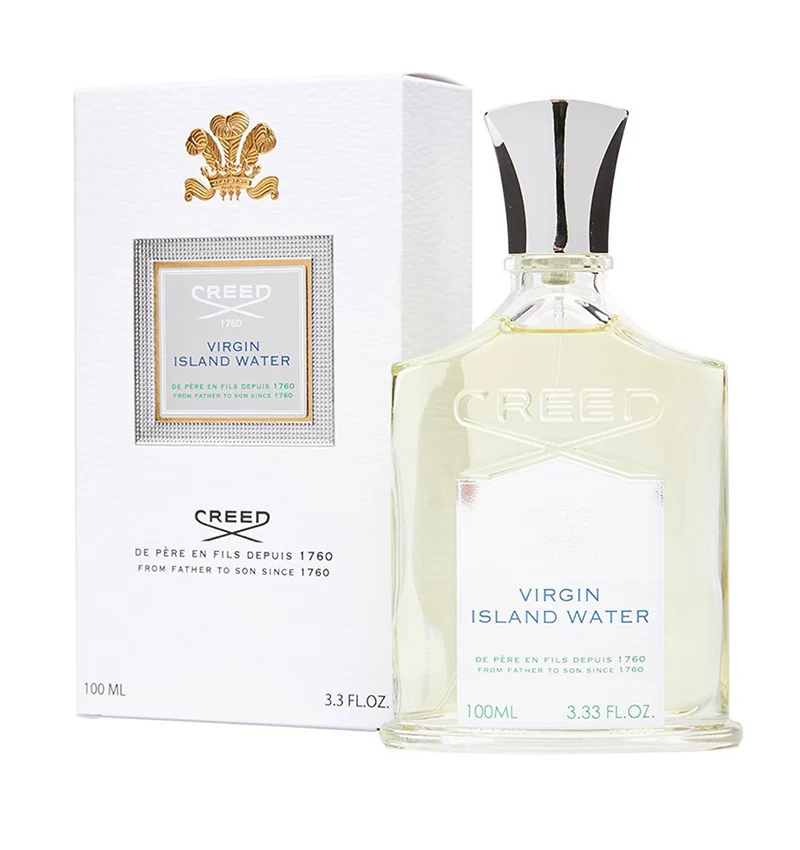 CREED
1760
VIRGIN
ISLAND WATER
DE PÈRE EN FILS DEPUIS 1760
FROM FATHER TO SON SINCE 1760
CREED
DE PÈRE EN FILS DEPUIS 1760
FROM FATHER TO SON SINCE 1760
100 ML
3.3 FL.OZ.
CREED
VIRGIN
ISLAND WATER
DE PÈRE EN FILS DEPUIS 1760
FROM FATHER TO SON SINCE 1760
100ML 3.33 FL.OZ.